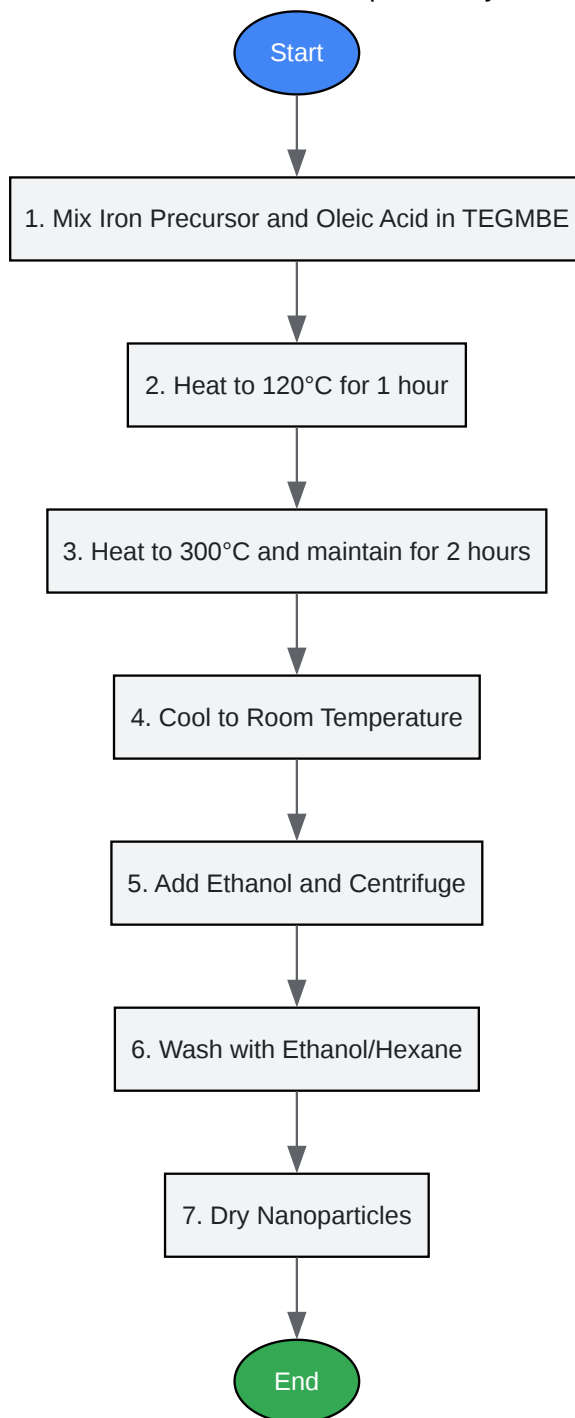 Start
1. Mix Iron Precursor and Oleic Acid in TEGMBE
2. Heat to 120°C for 1 hour
3. Heat to 300°C and maintain for 2 hours
4. Cool to Room Temperature
5. Add Ethanol and Centrifuge
6. Wash with Ethanol/Hexane
7. Dry Nanoparticles
End